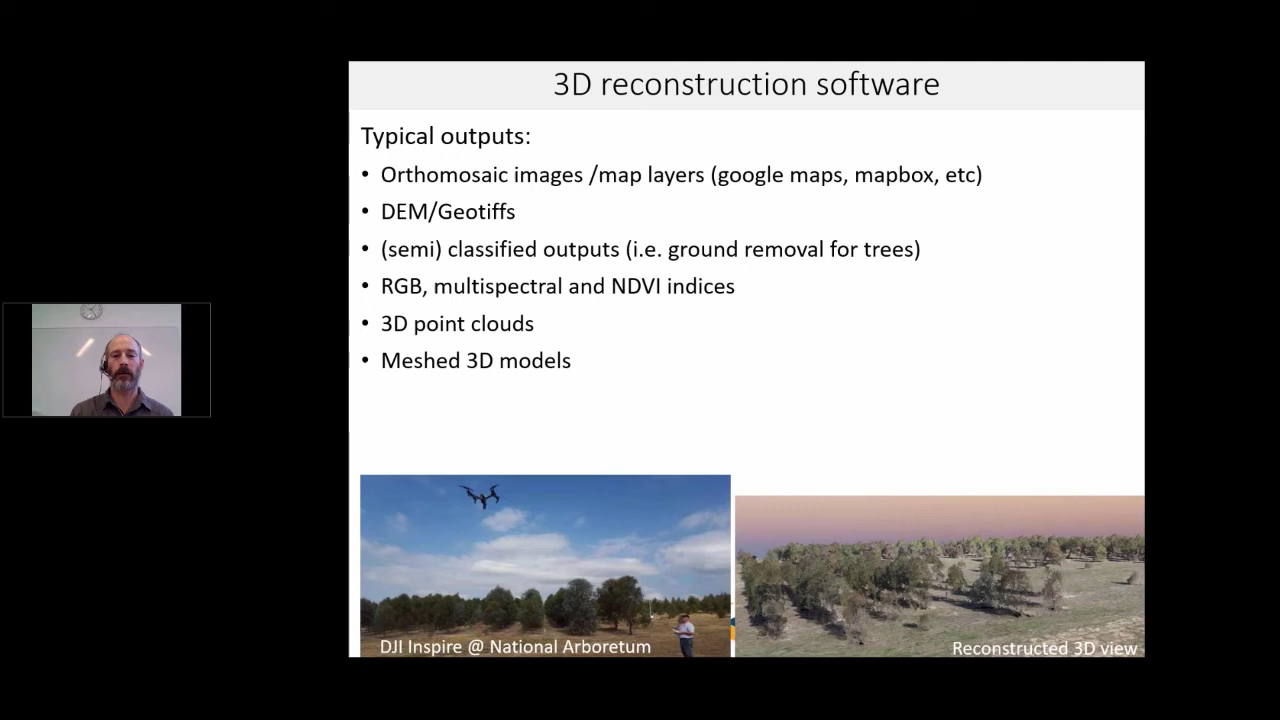 3D reconstruction software
Typical outputs:
• Orthomosaic images /map layers (google maps, mapbox, etc)
• DEM/Geotiffs
• (semi) classified outputs (i.e. ground removal for trees)
• RGB, multispectral and NDVI indices
• 3D point clouds
• Meshed 3D models
DJI Inspire @ National Arboretum
Reconstructed 3D view